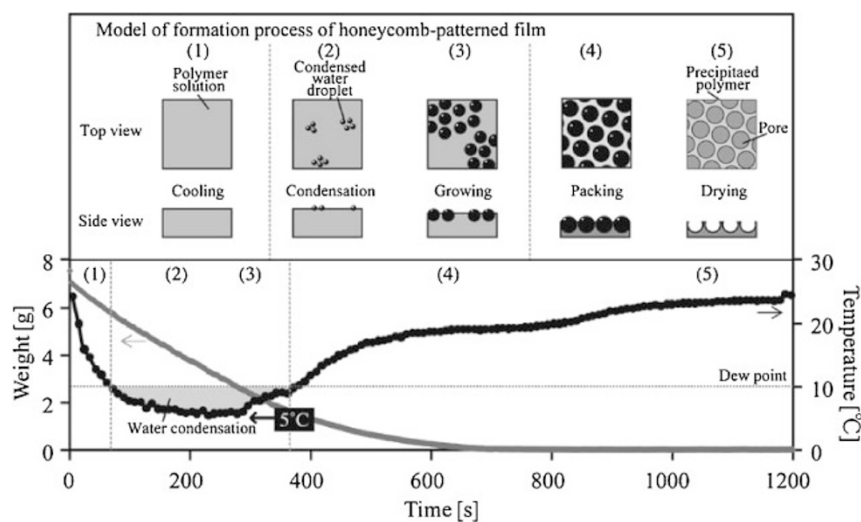 Model of formation process of honeycomb-patterned film
(1) (2) (3) (4) (5)
Polymer solution
Condensed water droplet
Precipitaed polymer
Pore
Top view
Cooling Condensation Growing Packing Drying
Side view
(1) (2) (3) (4) (5)
8 6 4 2 0
Weight [g]
30 20 10 0
Temperature [°C]
Dew point
Water condensation
5°C
0 200 400 600 800 1000 1200
Time [s]